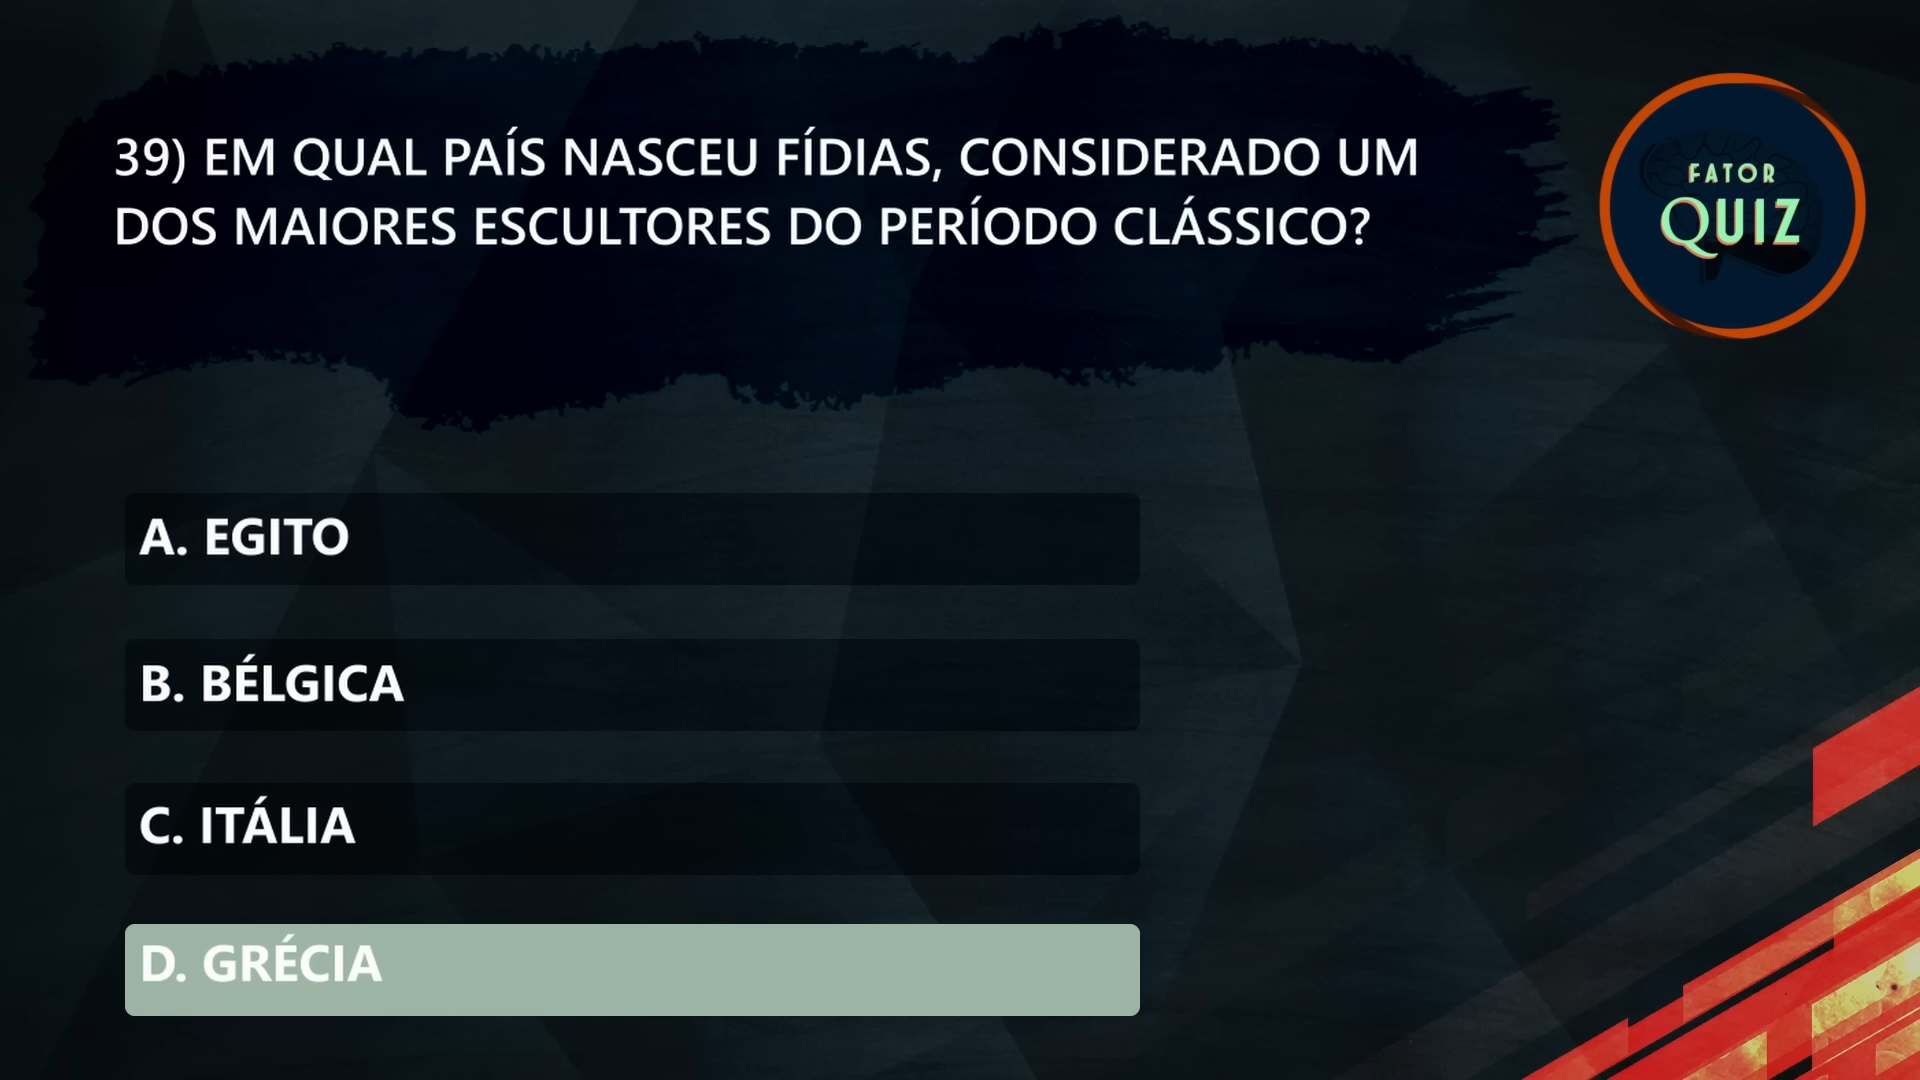 39) EM QUAL PAÍS NASCEU FÍDIAS, CONSIDERADO UM
DOS MAIORES ESCULTORES DO PERÍODO CLÁSSICO?
FATOR
QUIZ
A. EGITO
B. BÉLGICA
C. ITÁLIA
D. GRÉCIA